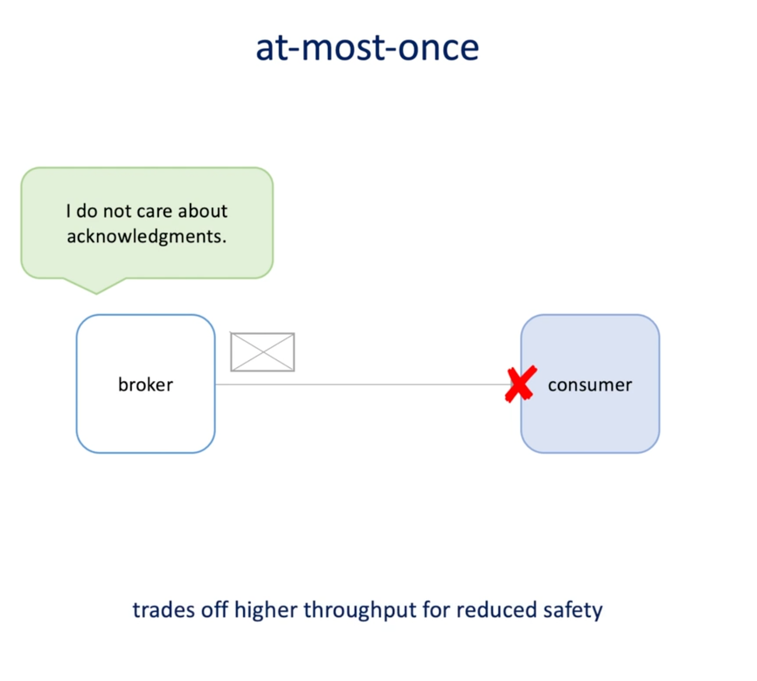 at-most-once
I do not care about
acknowledgments.
broker
consumer
trades off higher throughput for reduced safety